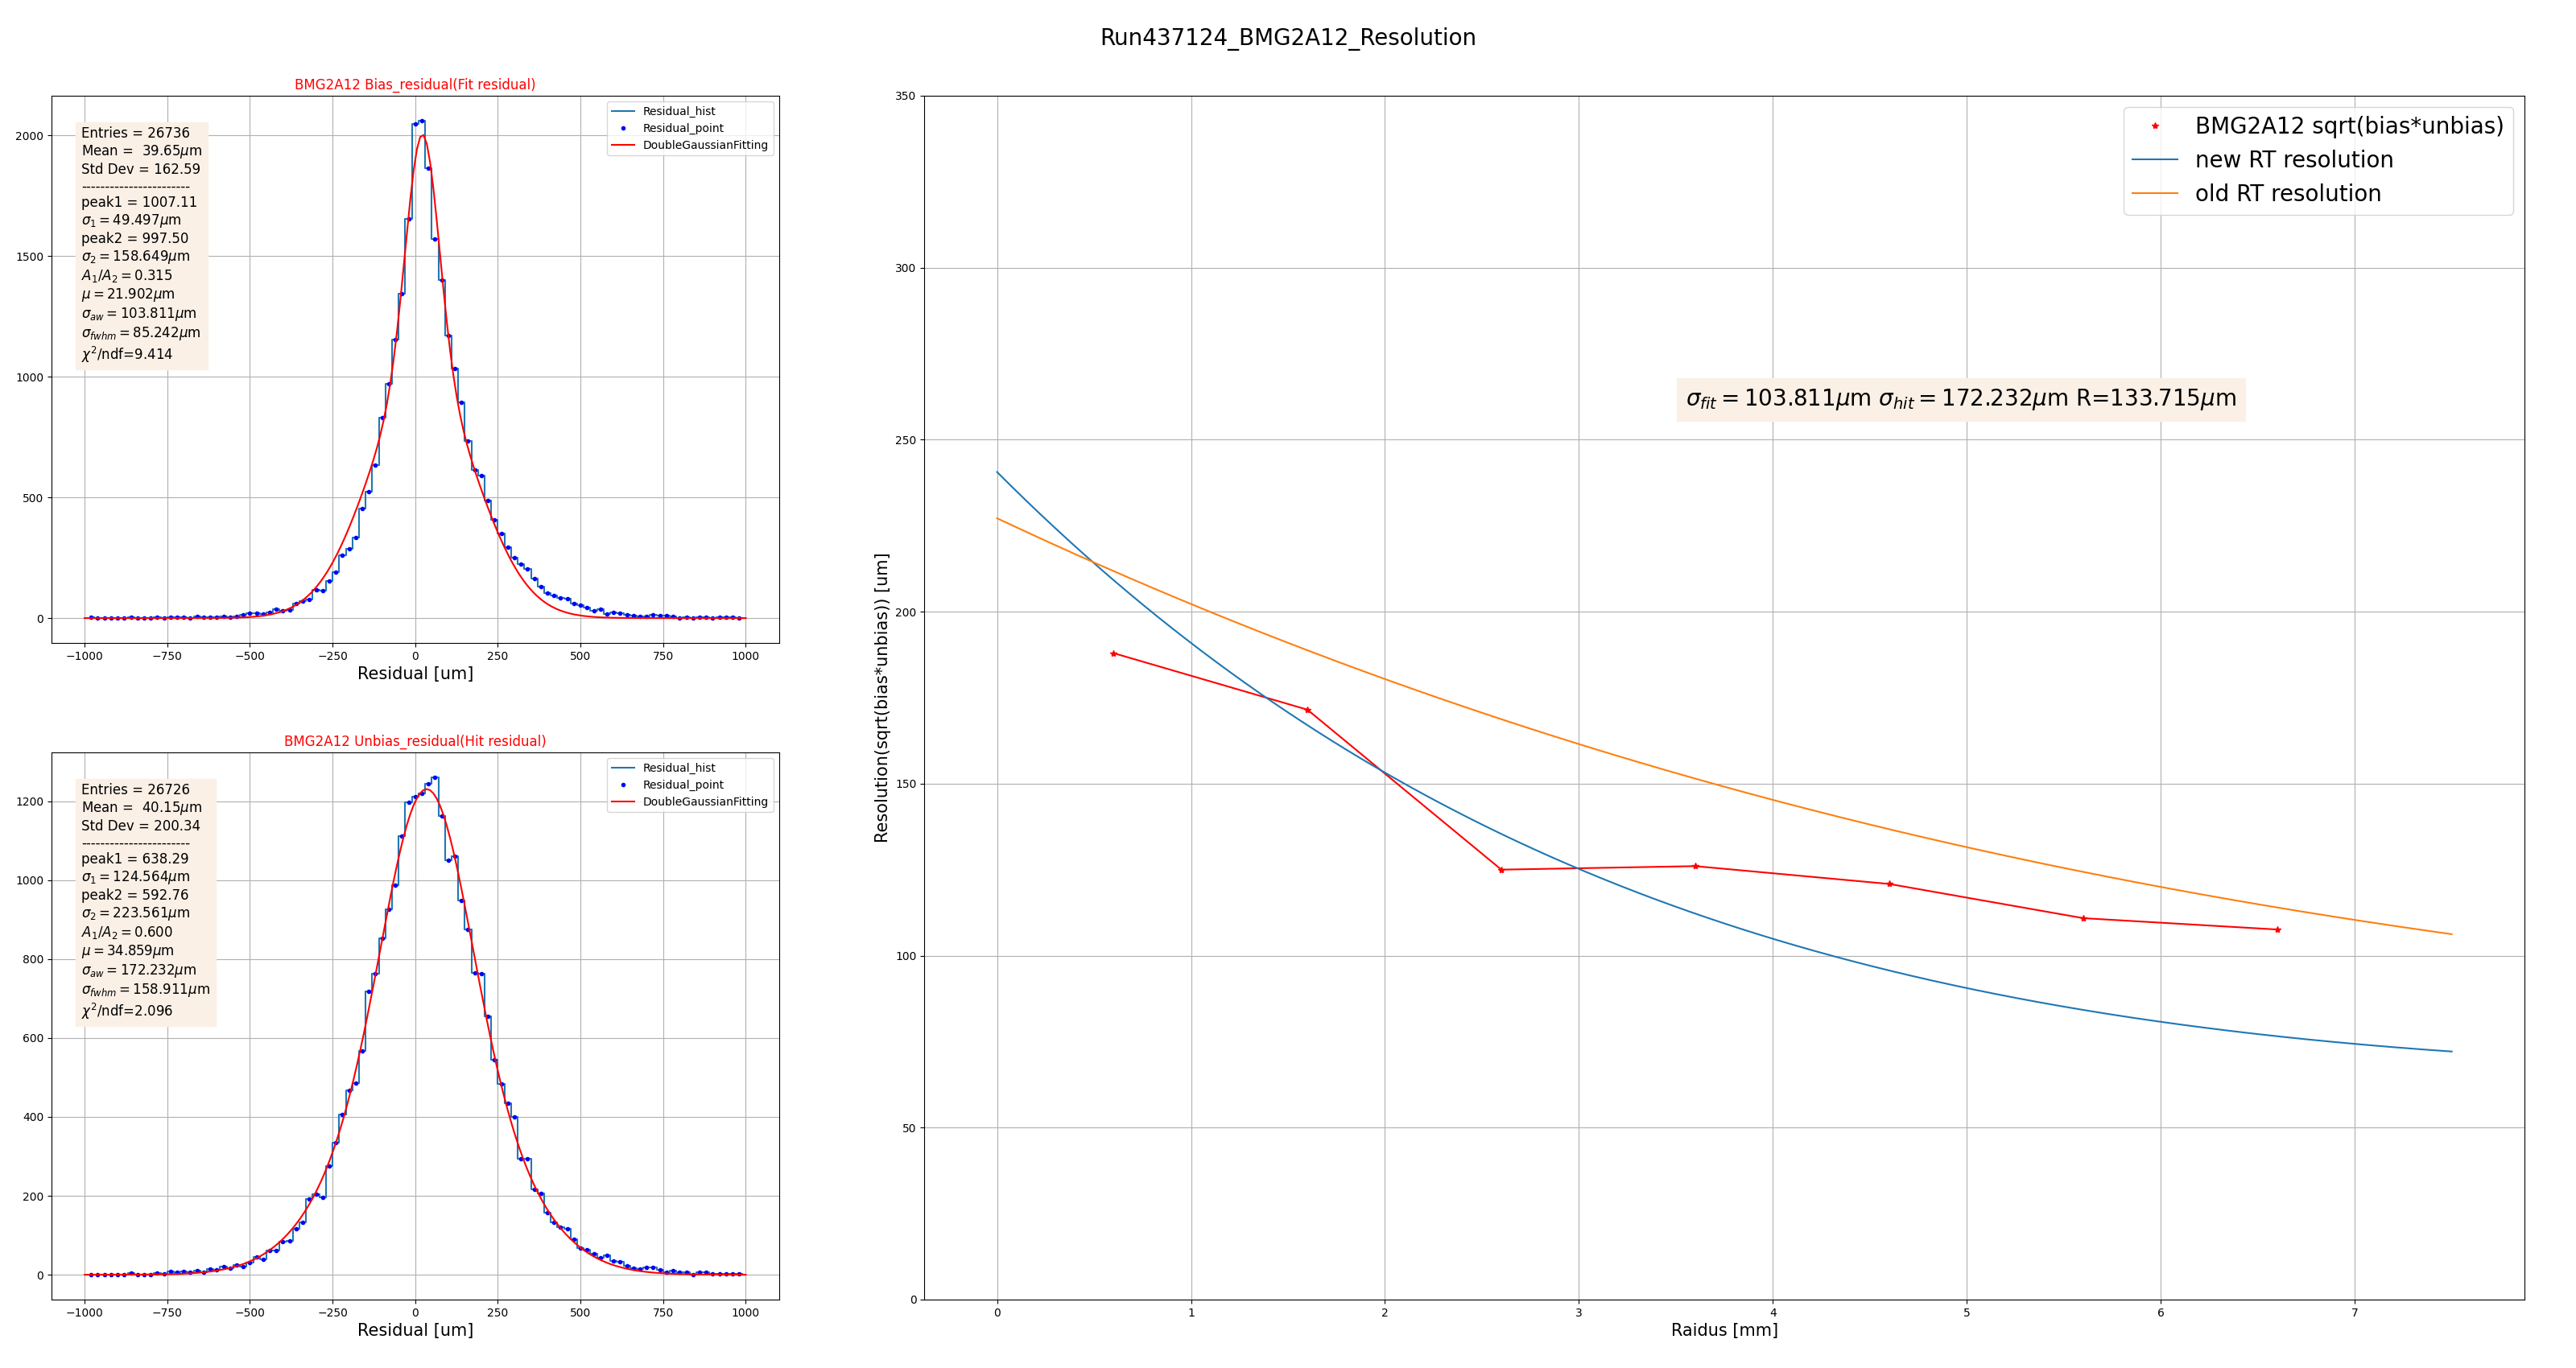 Run437124_BMG2A12_Resolution
BMG2A12 Bias_residual(Fit residual)
Residual_hist
Residual_point
DoubleGaussianFitting
Entries = 26736
Mean =  39.65μm
Std Dev = 162.59
-----------------------
peak1 = 1007.11
σ₁ = 49.497μm
peak2 = 997.50
σ₂ = 158.649μm
A₁/A₂ = 0.315
μ = 21.902μm
σ_aw = 103.811μm
σ_fwhm = 85.242μm
χ²/ndf=9.414
2000
1500
1000
500
0
−1000 −750 −500 −250 0 250 500 750 1000
Residual [um]
BMG2A12 Unbias_residual(Hit residual)
Residual_hist
Residual_point
DoubleGaussianFitting
Entries = 26726
Mean =  40.15μm
Std Dev = 200.34
-----------------------
peak1 = 638.29
σ₁ = 124.564μm
peak2 = 592.76
σ₂ = 223.561μm
A₁/A₂ = 0.600
μ = 34.859μm
σ_aw = 172.232μm
σ_fwhm = 158.911μm
χ²/ndf=2.096
1200
1000
800
600
400
200
0
−1000 −750 −500 −250 0 250 500 750 1000
Residual [um]
BMG2A12 sqrt(bias*unbias)
new RT resolution
old RT resolution
σ_fit = 103.811μm σ_hit = 172.232μm R=133.715μm
Resolution(sqrt(bias*unbias)) [um]
350
300
250
200
150
100
50
0
0 1 2 3 4 5 6 7
Raidus [mm]